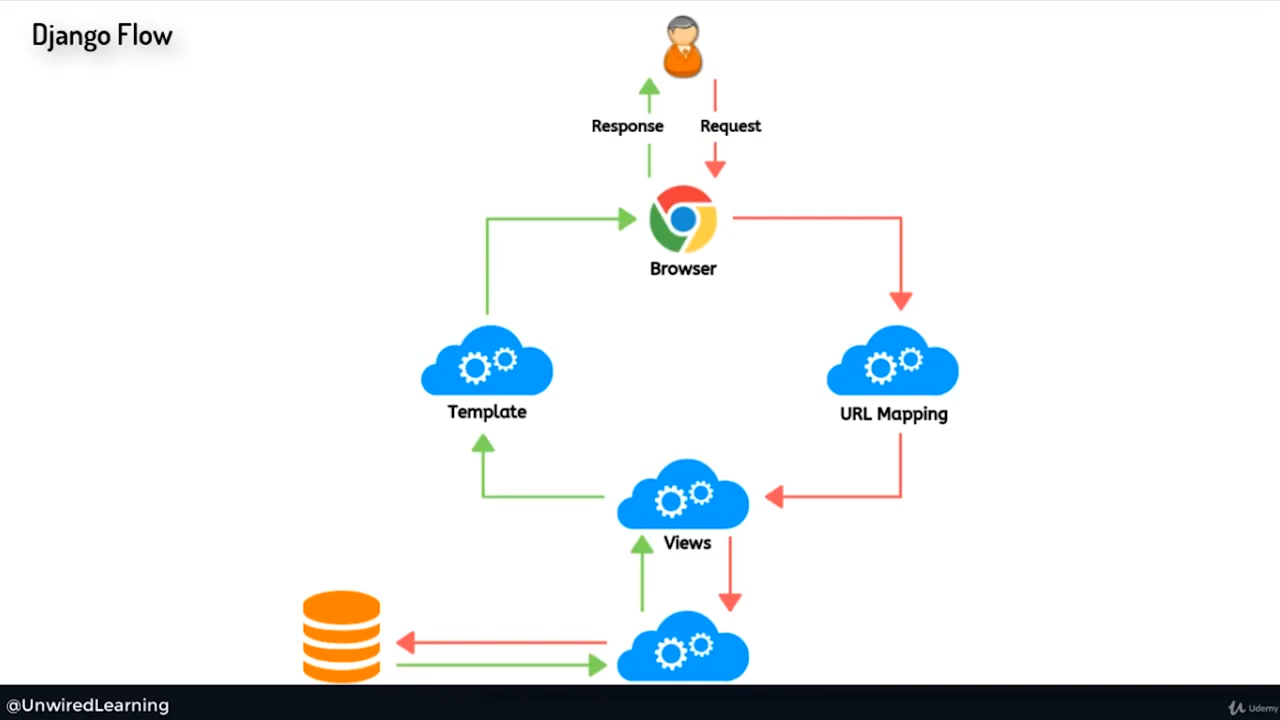 Django Flow
Response
Request
Browser
Template
URL Mapping
Views
@UnwiredLearning
Udemy